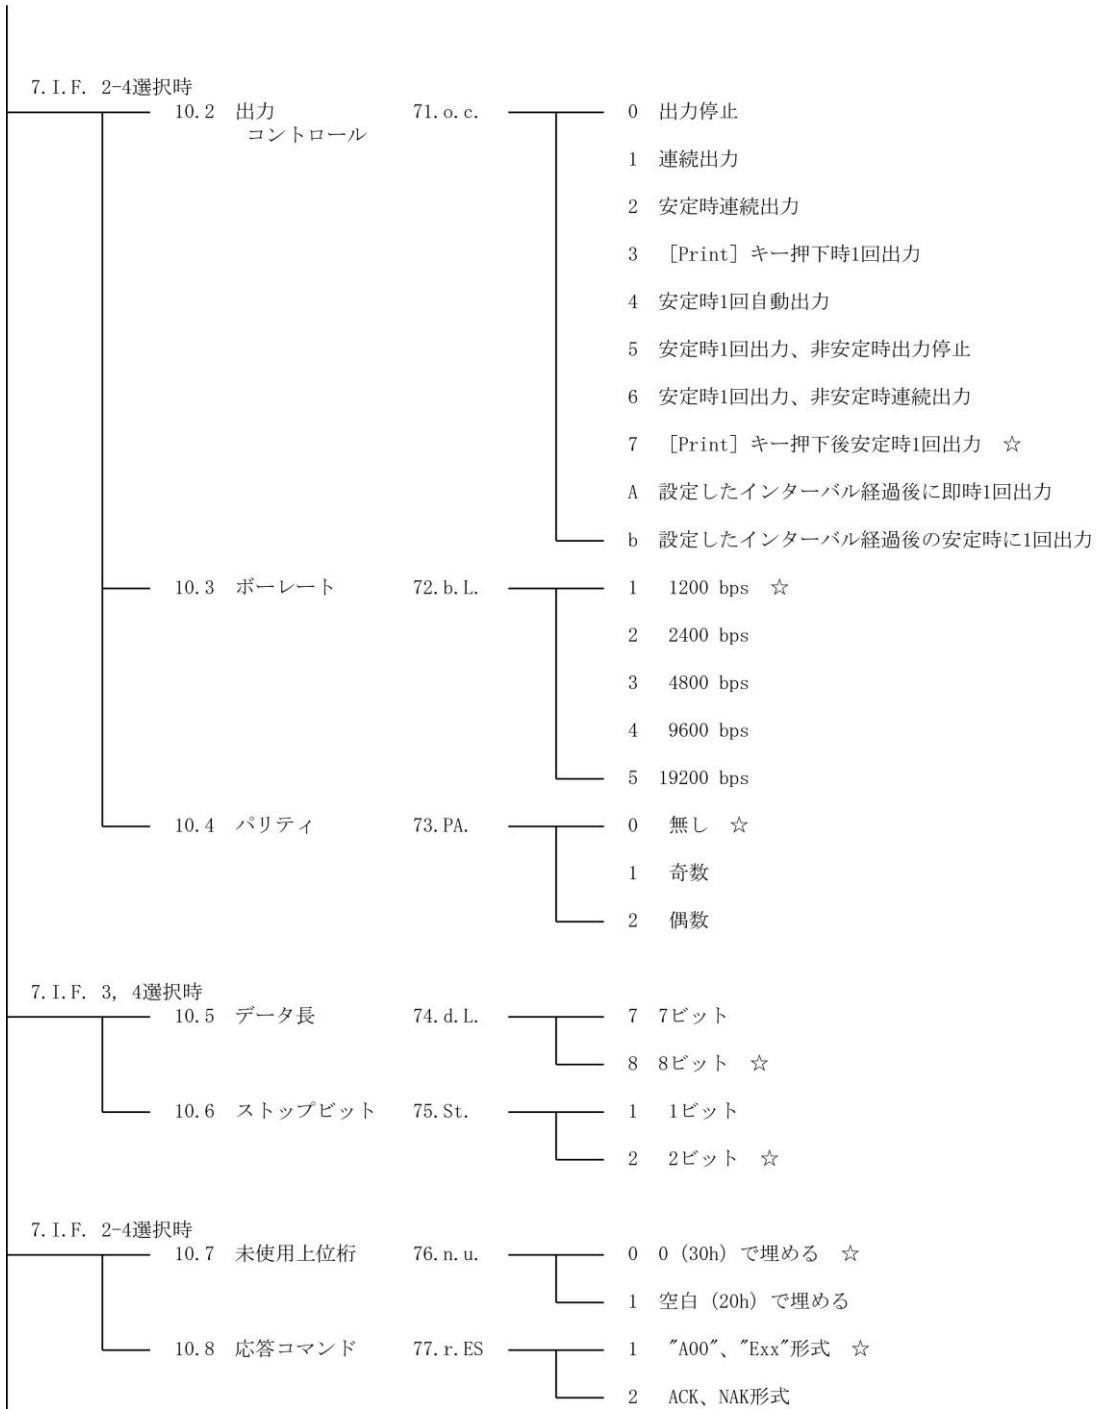 7.I.F. 2-4選択時
10.2 出力 71.o.c. 0 出力停止
コントロール
1 連続出力
2 安定時連続出力
3 [Print] キー押下時1回出力
4 安定時1回自動出力
5 安定時1回出力、非安定時出力停止
6 安定時1回出力、非安定時連続出力
7 [Print] キー押下後安定時1回出力 ☆
A 設定したインターバル経過後に即時1回出力
b 設定したインターバル経過後の安定時に1回出力
10.3 ボーレート 72.b.L. 1 1200 bps ☆
2 2400 bps
3 4800 bps
4 9600 bps
5 19200 bps
10.4 パリティ 73.PA. 0 無し ☆
1 奇数
2 偶数
7.I.F. 3, 4選択時
10.5 データ長 74.d.L. 7 7ビット
8 8ビット ☆
10.6 ストップビット 75.St. 1 1ビット
2 2ビット ☆
7.I.F. 2-4選択時
10.7 未使用上位桁 76.n.u. 0 0 (30h) で埋める ☆
1 空白 (20h) で埋める
10.8 応答コマンド 77.r.ES 1 "A00"、"Exx"形式 ☆
2 ACK、NAK形式